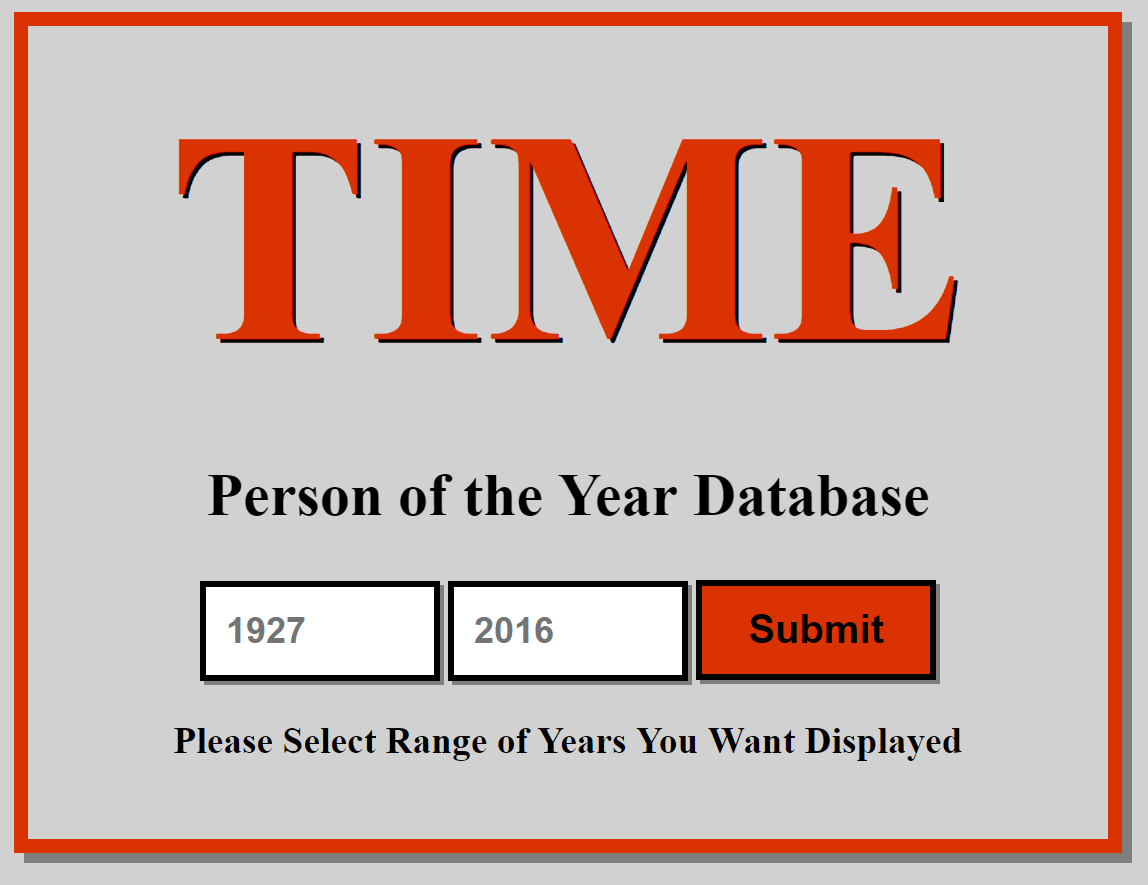 TIME
Person of the Year Database
1927 2016 Submit
Please Select Range of Years You Want Displayed